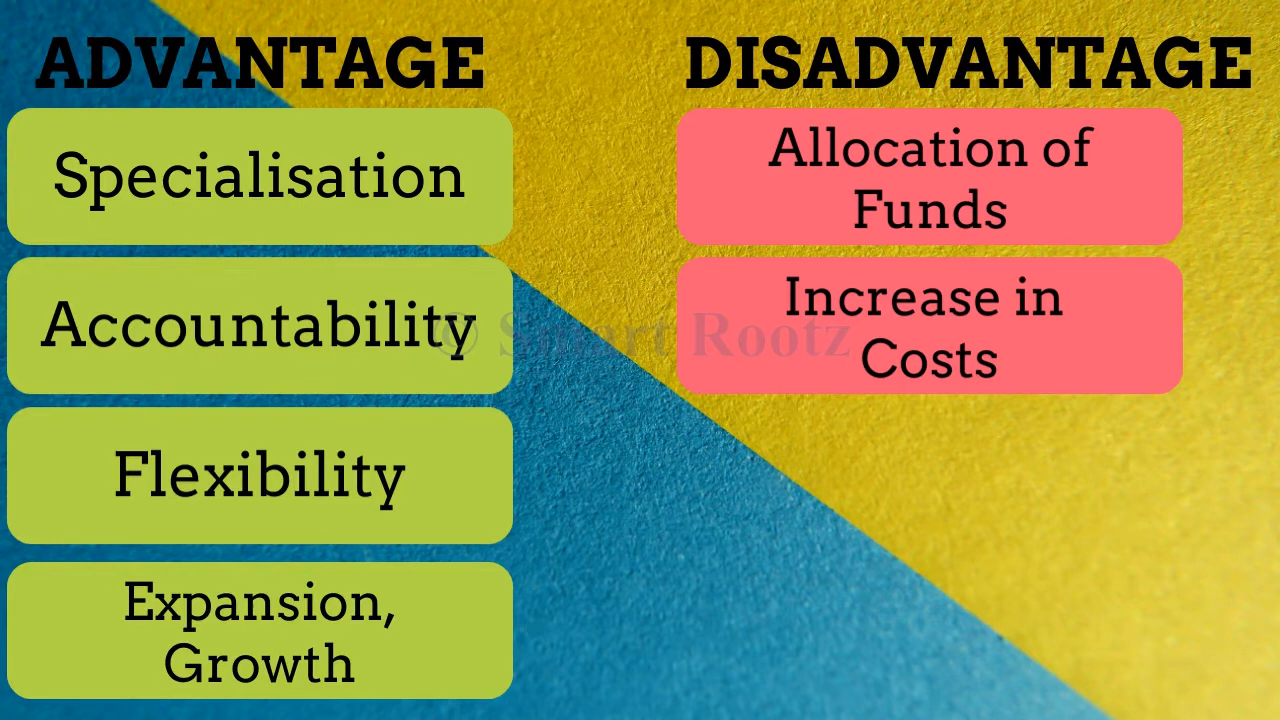 ADVANTAGE
Specialisation
Accountability
Flexibility
Expansion,
Growth
DISADVANTAGE
Allocation of
Funds
Increase in
Costs
© Smart Rootz